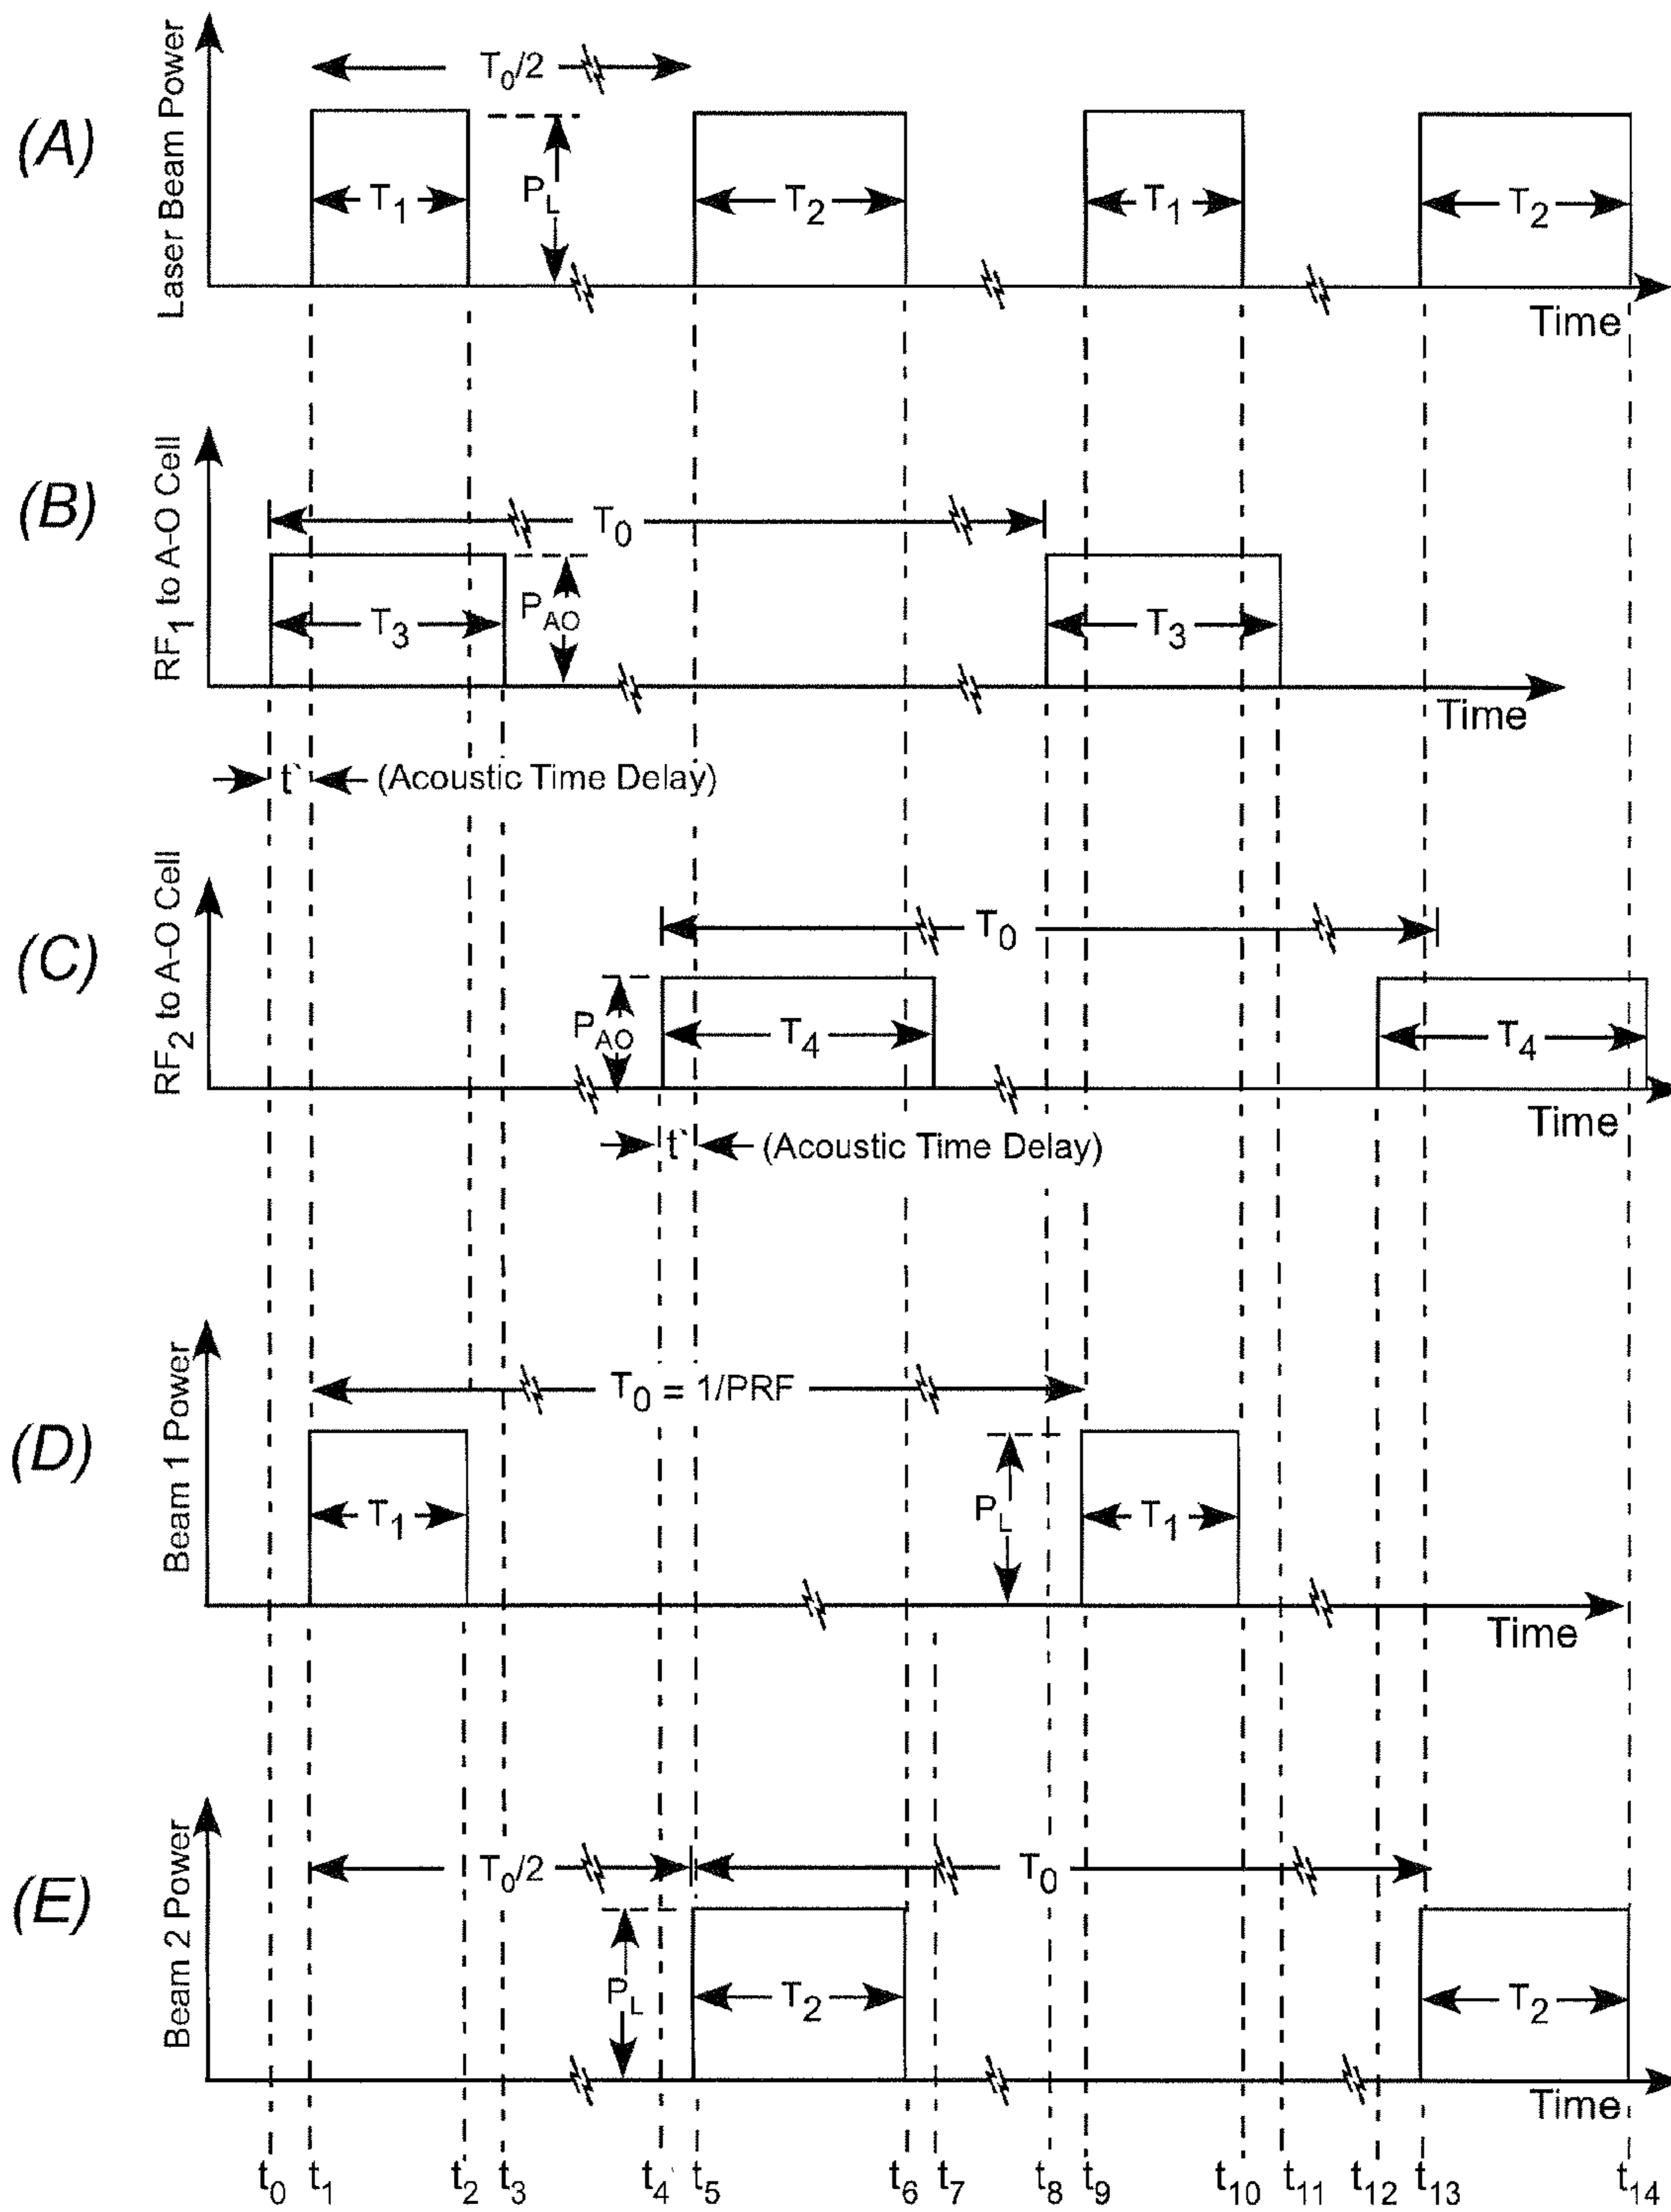 (A)
Laser Beam Power
T0/2
T1
PL
T2
T1
T2
Time
(B)
RF1 to A-O Cell
T0
T3
PAO
T3
Time
t` (Acoustic Time Delay)
(C)
RF2 to A-O Cell
T0
PAO
T4
T4
Time
t` (Acoustic Time Delay)
(D)
Beam 1 Power
T0 = 1/PRF
T1
PL
T1
Time
(E)
Beam 2 Power
T0/2
T0
PL
T2
T2
Time
t0 t1 t2 t3 t4 t5 t6 t7 t8 t9 t10 t11 t12 t13 t14